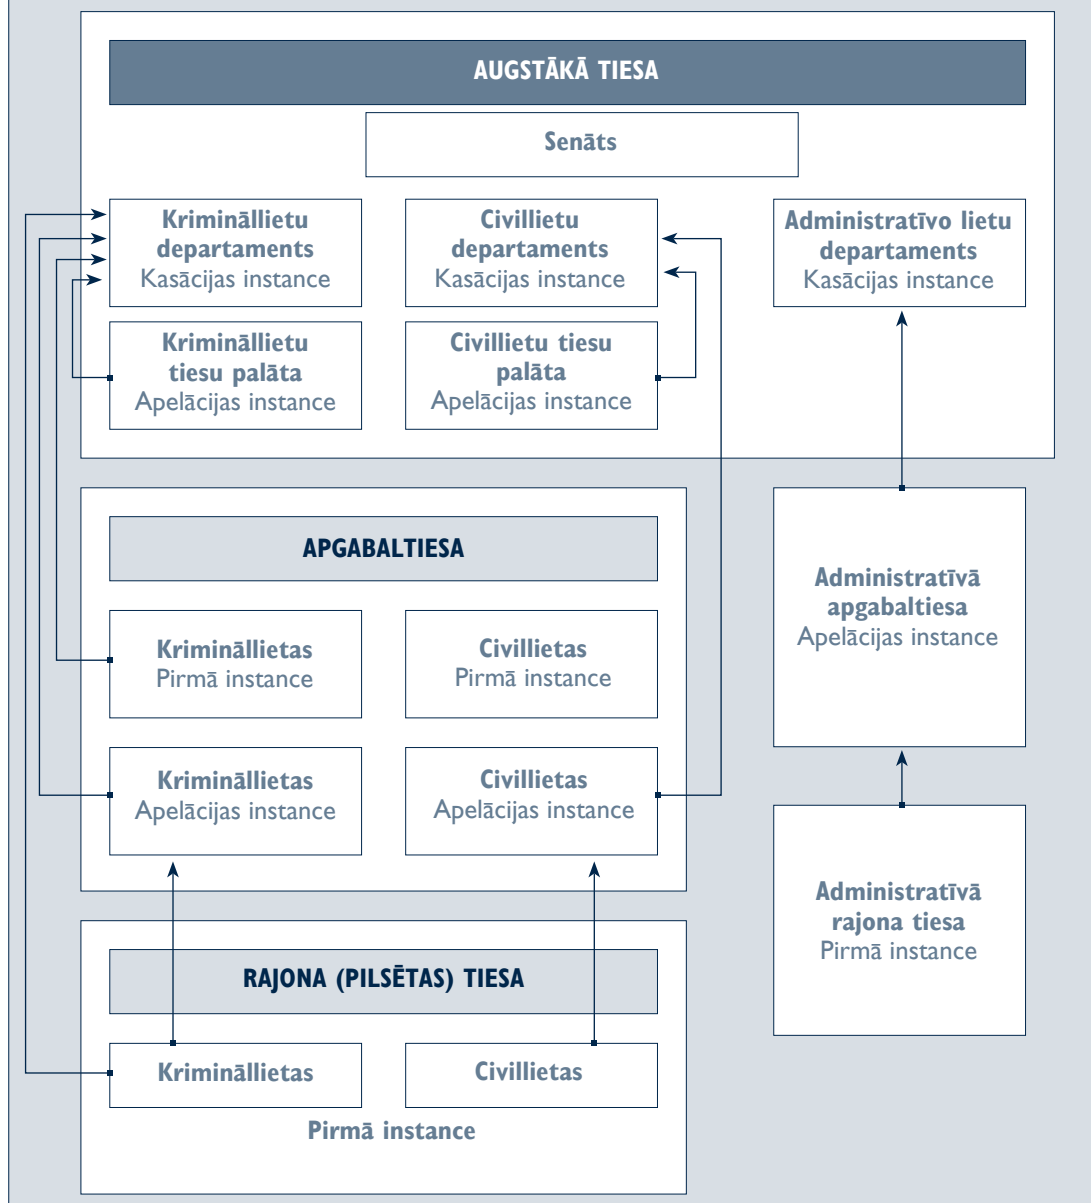 AUGSTĀKĀ TIESA
Senāts
Krimināllietu
departaments
Kasācijas instance
Civillietu
departaments
Kasācijas instance
Administratīvo lietu
departaments
Kasācijas instance
Krimināllietu
tiesu palāta
Apelācijas instance
Civillietu tiesu
palāta
Apelācijas instance
APGABALTIESA
Krimināllietas
Pirmā instance
Civillietas
Pirmā instance
Krimināllietas
Apelācijas instance
Civillietas
Apelācijas instance
Administratīvā
apgabaltiesa
Apelācijas instance
RAJONA (PILSĒTAS) TIESA
Krimināllietas
Civillietas
Pirmā instance
Administratīvā
rajona tiesa
Pirmā instance